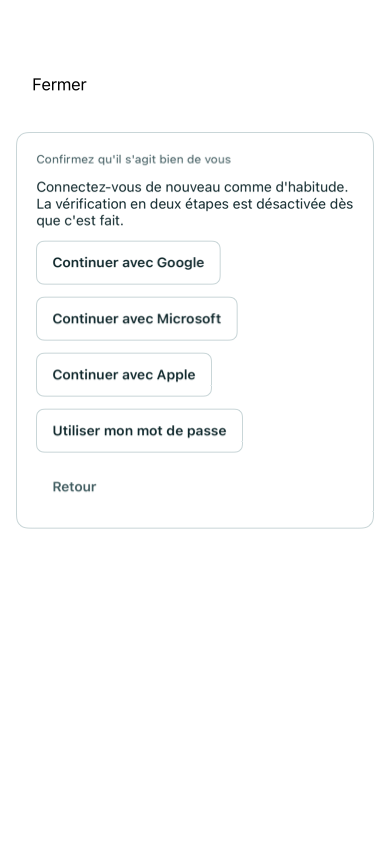 Fermer
Confirmez qu'il s'agit bien de vous
Connectez-vous de nouveau comme d'habitude.
La vérification en deux étapes est désactivée dès
que c'est fait.
Continuer avec Google
Continuer avec Microsoft
Continuer avec Apple
Utiliser mon mot de passe
Retour